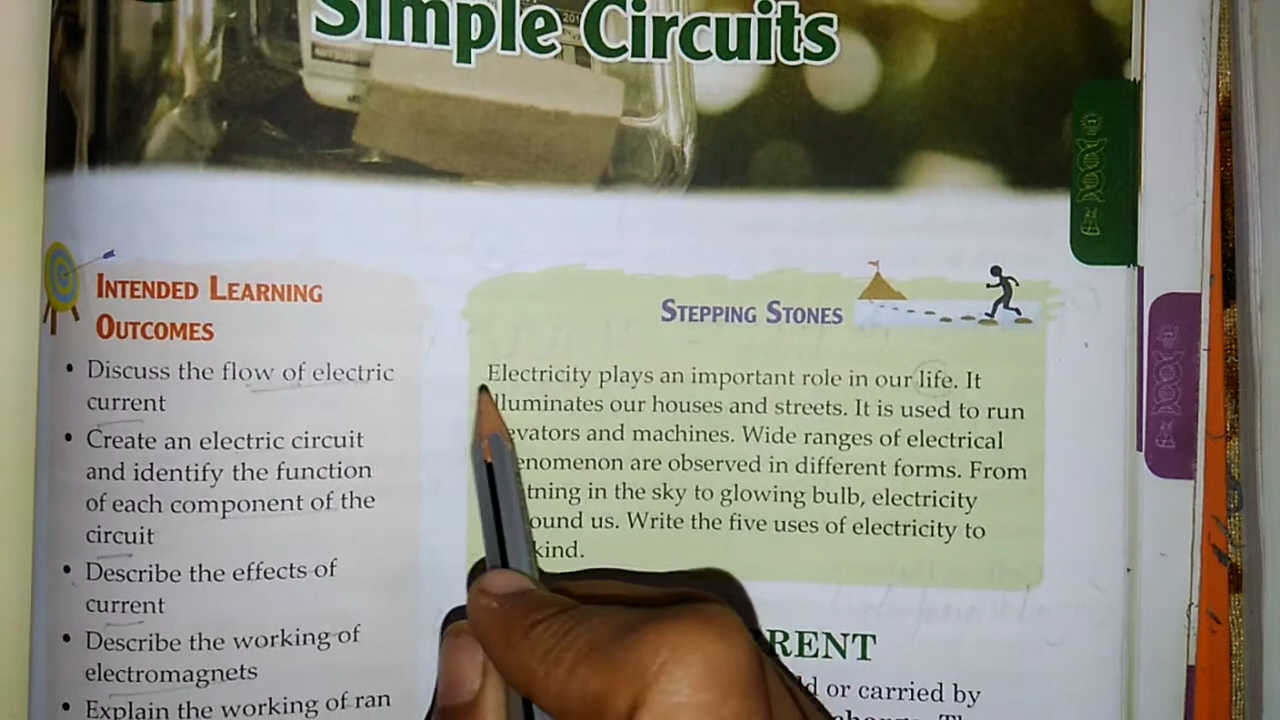 Simple Circuits
201
INTENDED LEARNING
OUTCOMES
• Discuss the flow of electric
current
• Create an electric circuit
and identify the function
of each component of the
circuit
• Describe the effects of
current
• Describe the working of
electromagnets
• Explain the working of
STEPPING STONES
Electricity plays an important role in our life. It
lluminates our houses and streets. It is used to run
evators and machines. Wide ranges of electrical
enomenon are observed in different forms. From
tning in the sky to glowing bulb, electricity
ound us. Write the five uses of electricity to
kind.
RENT
ld or carried by